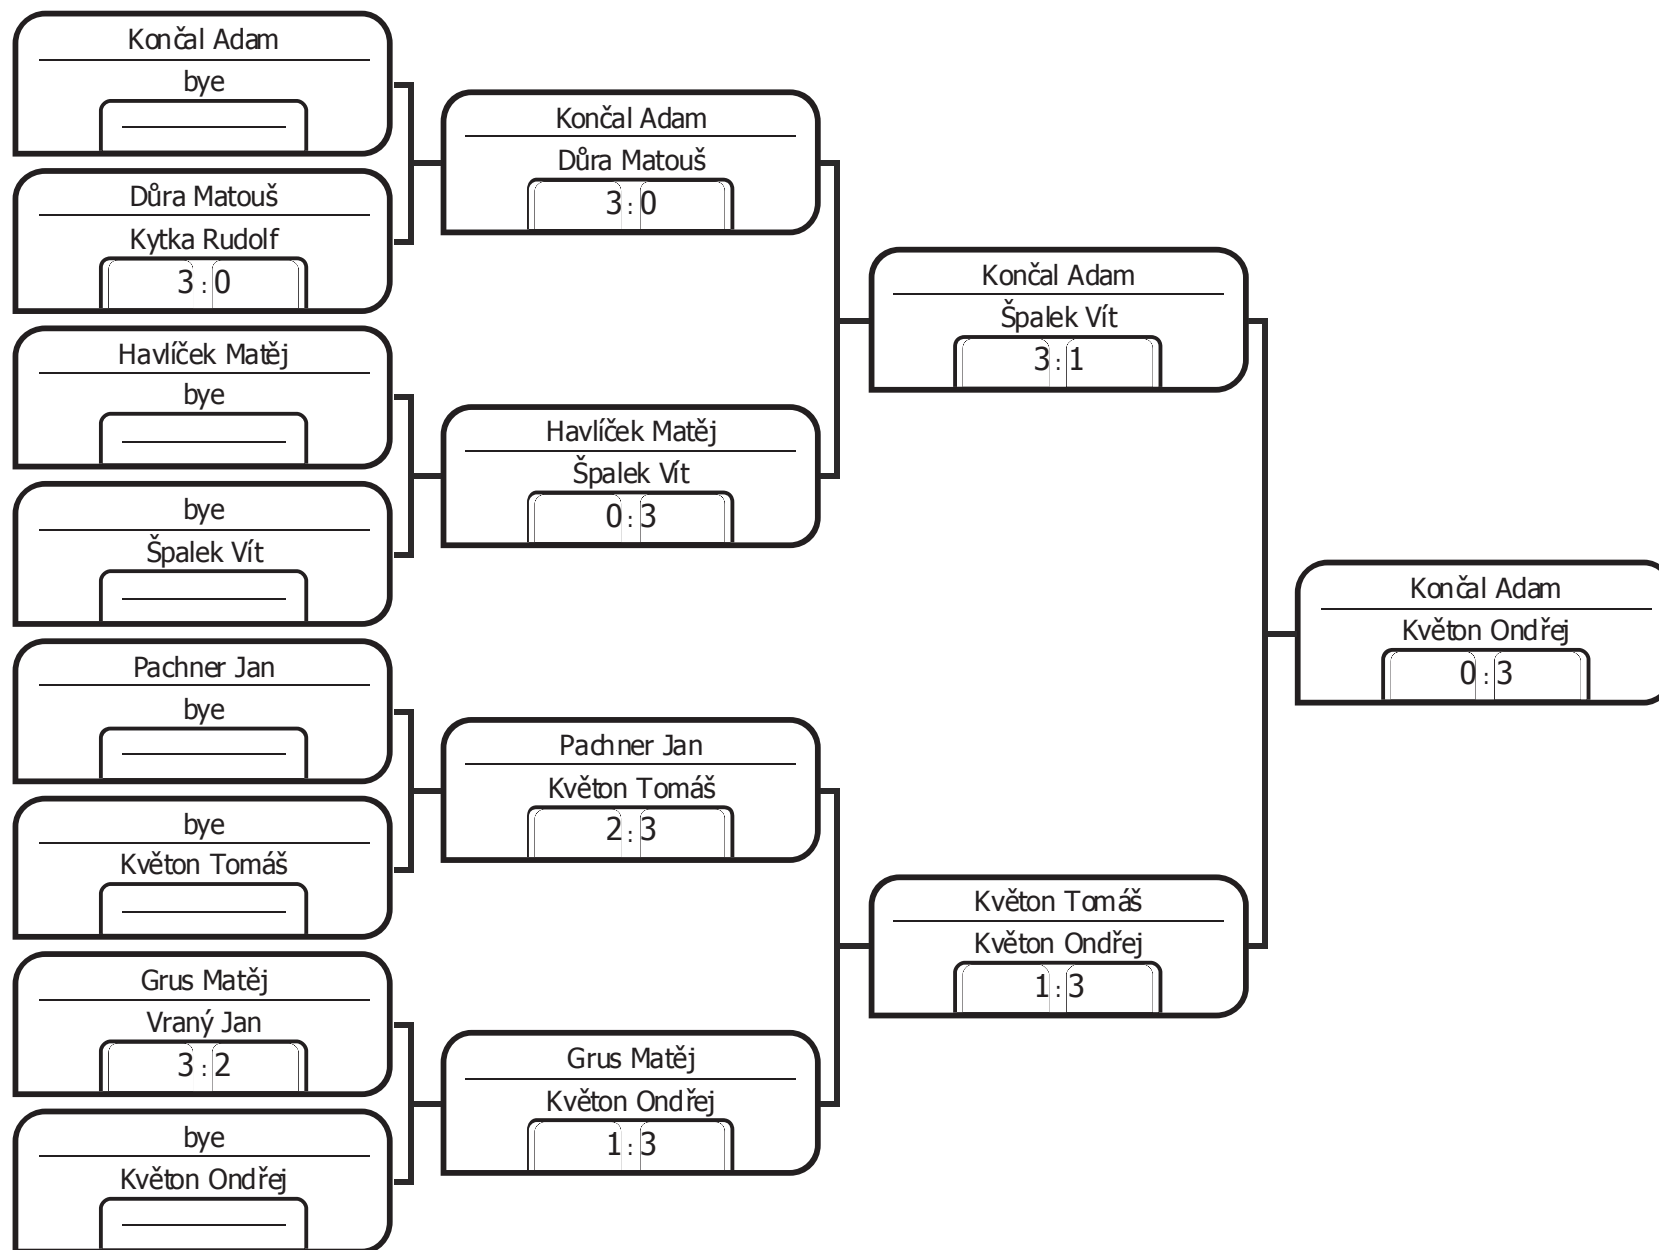 Končal Adam
bye
Důra Matouš
Kytka Rudolf
3 : 0
Havlíček Matěj
bye
bye
Špalek Vít
Pachner Jan
bye
bye
Květon Tomáš
Grus Matěj
Vraný Jan
3 : 2
bye
Květon Ondřej
Končal Adam
Důra Matouš
3 : 0
Havlíček Matěj
Špalek Vít
0 : 3
Pachner Jan
Květon Tomáš
2 : 3
Grus Matěj
Květon Ondřej
1 : 3
Končal Adam
Špalek Vít
3 : 1
Květon Tomáš
Květon Ondřej
1 : 3
Končal Adam
Květon Ondřej
0 : 3